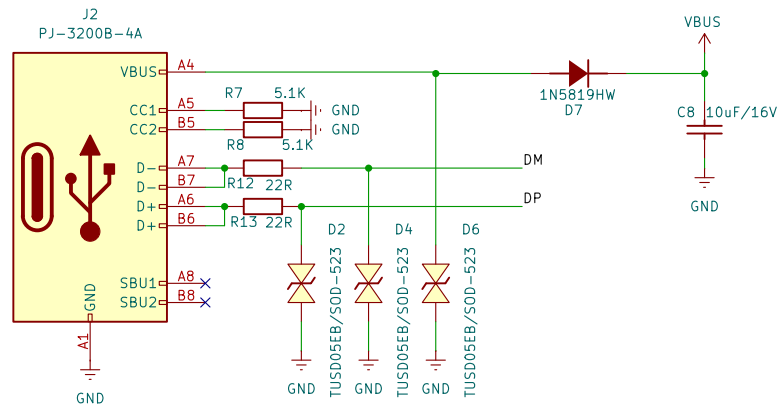 J2
PJ-3200B-4A
VBUS
A4
CC1
A5
R7
5.1K
GND
CC2
B5
R8
5.1K
GND
D-
A7
D-
B7
R12
22R
DM
D+
A6
D+
B6
R13
22R
DP
SBU1
A8
SBU2
B8
GND
A1
GND
D2
TUSD05EB/SOD-523
GND
D4
TUSD05EB/SOD-523
GND
D6
TUSD05EB/SOD-523
GND
1N5819HW
D7
VBUS
C8
10uF/16V
GND